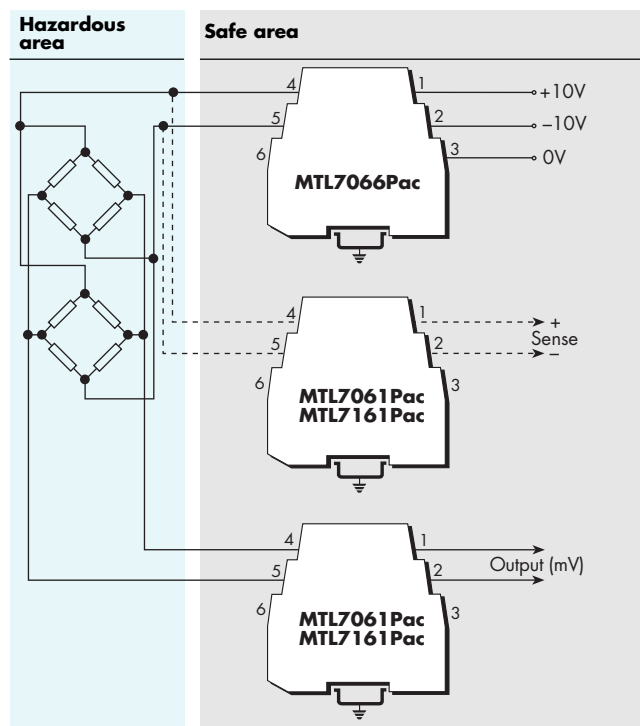 Hazardous
area
Safe area
4
1
+10V
5
2
−10V
6
3
0V
MTL7066Pac
4
1
+
Sense
5
2
−
6
3
MTL7061Pac
MTL7161Pac
4
1
Output (mV)
5
2
6
3
MTL7061Pac
MTL7161Pac